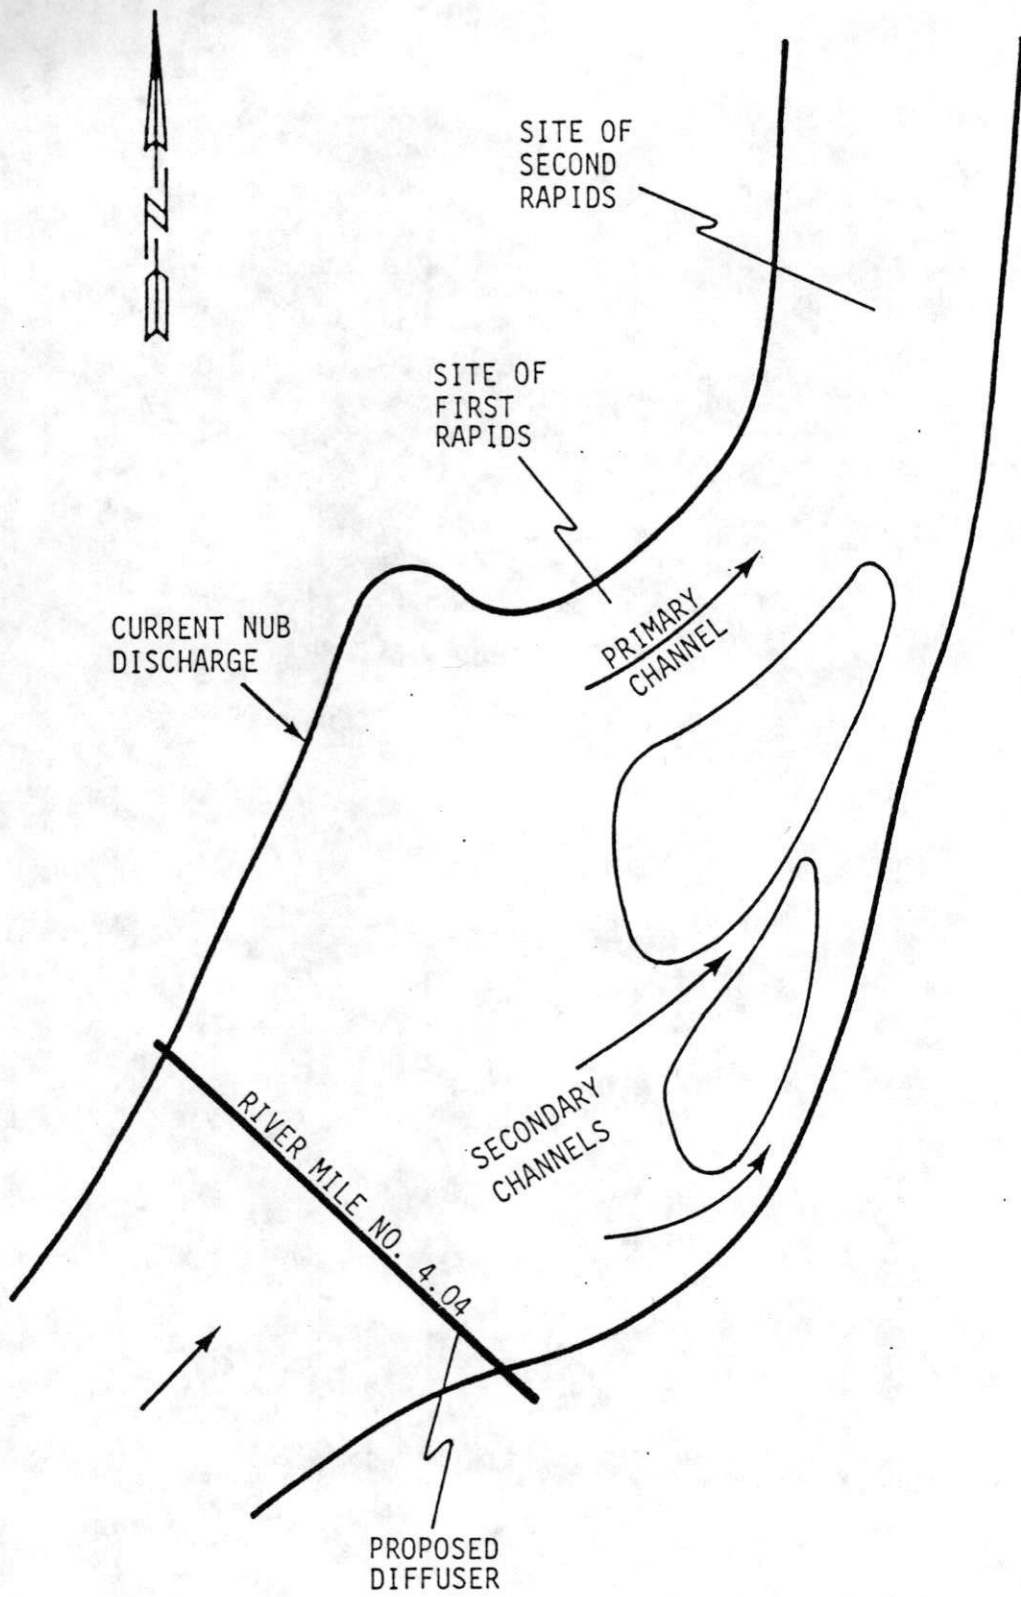 N
SITE OF
SECOND
RAPIDS
SITE OF
FIRST
RAPIDS
CURRENT NUB
DISCHARGE
PRIMARY
CHANNEL
SECONDARY
CHANNELS
RIVER MILE NO. 4.04
PROPOSED
DIFFUSER